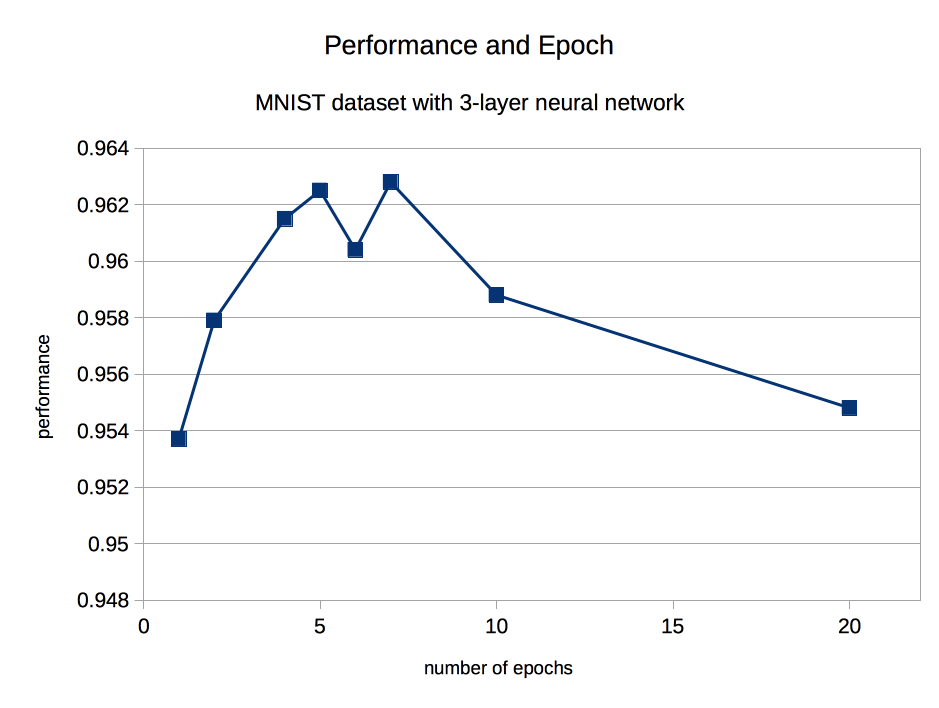 Performance and Epoch
MNIST dataset with 3-layer neural network
0.964
0.962
0.96
0.958
0.956
0.954
0.952
0.95
0.948
performance
0 5 10 15 20
number of epochs